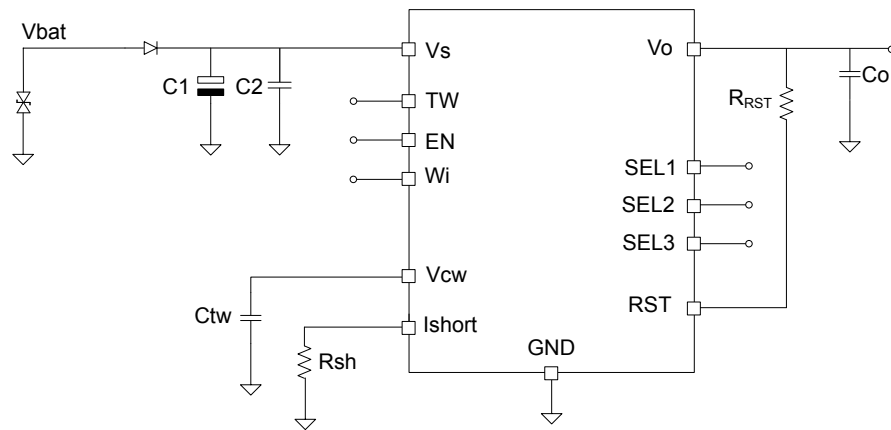 Vbat
Vs
Vo
C1
C2
Co
TW
R_RST
EN
Wi
SEL1
SEL2
SEL3
Vcw
RST
Ctw
Ishort
Rsh
GND